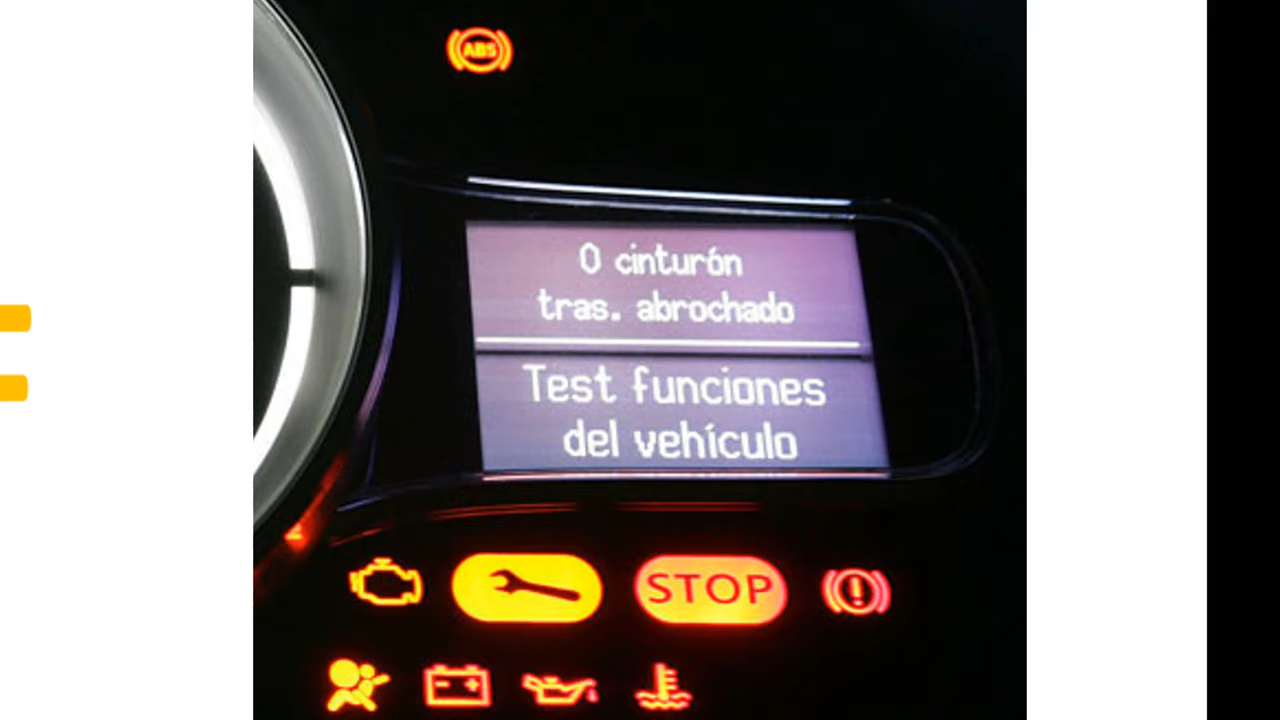 ABS
0 cinturón
tras. abrochado
Test funciones
del vehículo
STOP